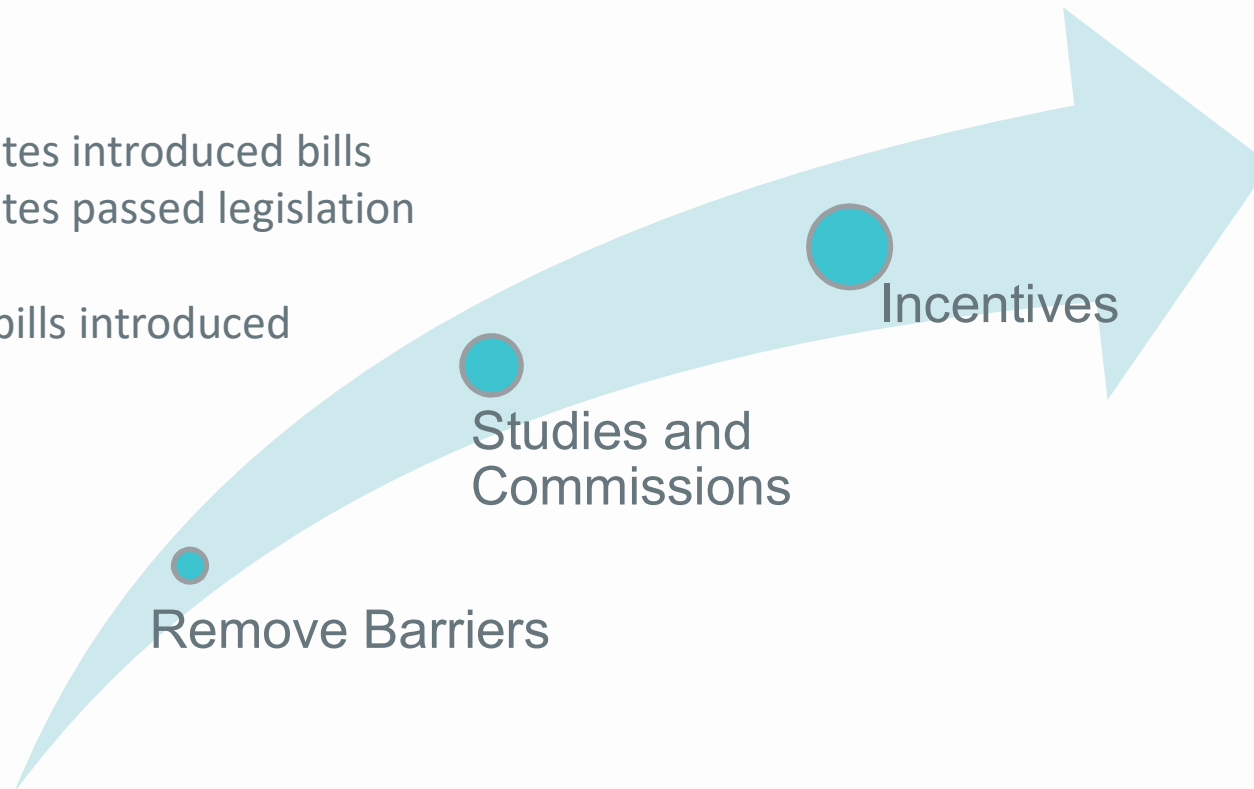 tes introduced bills
tes passed legislation
bills introduced
Incentives
Studies and
Commissions
Remove Barriers